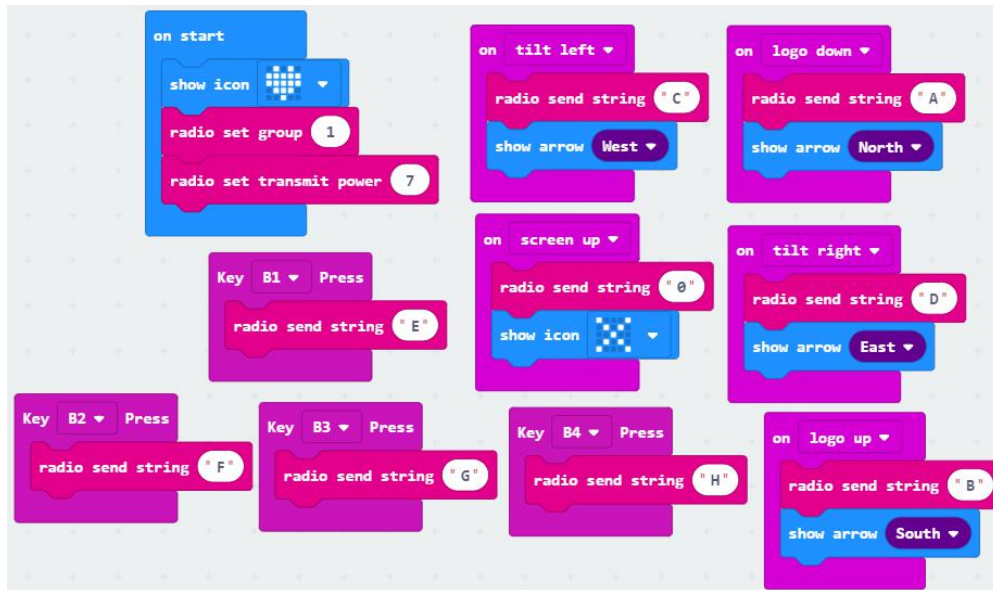 on start
show icon
radio set group 1
radio set transmit power 7
on tilt left
radio send string "C"
show arrow West
on logo down
radio send string "A"
show arrow North
Key B1 Press
radio send string "E"
on screen up
radio send string "0"
show icon
on tilt right
radio send string "D"
show arrow East
Key B2 Press
radio send string "F"
Key B3 Press
radio send string "G"
Key B4 Press
radio send string "H"
on logo up
radio send string "B"
show arrow South